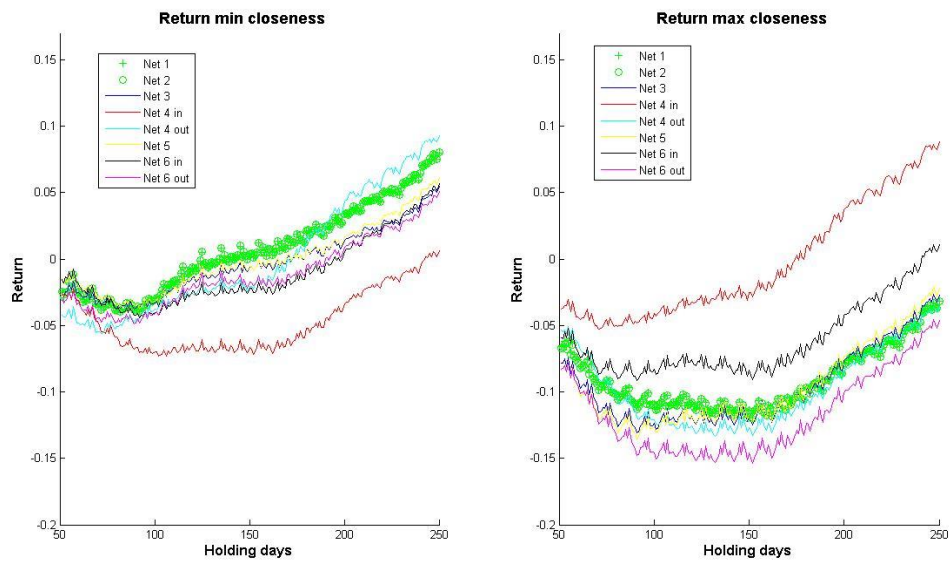 Return min closeness
0.15
0.1
0.05
0
-0.05
-0.1
-0.15
-0.2
Return
50
100
150
200
250
Holding days
Net 1
Net 2
Net 3
Net 4 in
Net 4 out
Net 5
Net 6 in
Net 6 out
Return max closeness
0.15
0.1
0.05
0
-0.05
-0.1
-0.15
-0.2
Return
50
100
150
200
250
Holding days
Net 1
Net 2
Net 3
Net 4 in
Net 4 out
Net 5
Net 6 in
Net 6 out